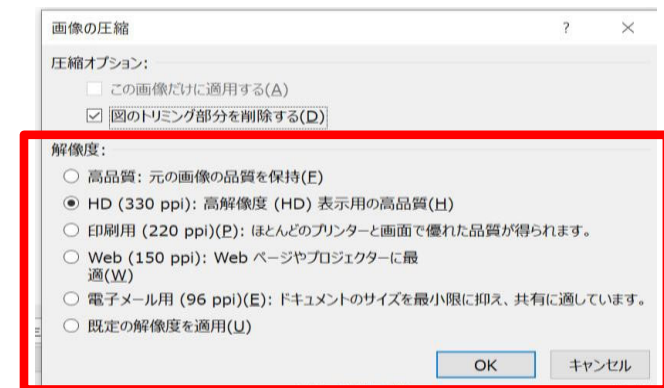 画像の圧縮
? ×
圧縮オプション:
この画像だけに適用する(A)
図のトリミング部分を削除する(D)
解像度:
高品質: 元の画像の品質を保持(F)
HD (330 ppi): 高解像度 (HD) 表示用の高品質(H)
印刷用 (220 ppi)(P): ほとんどのプリンターと画面で優れた品質が得られます。
Web (150 ppi): Web ページやプロジェクターに最
適(W)
電子メール用 (96 ppi)(E): ドキュメントのサイズを最小限に抑え、共有に適しています。
既定の解像度を適用(U)
OK キャンセル